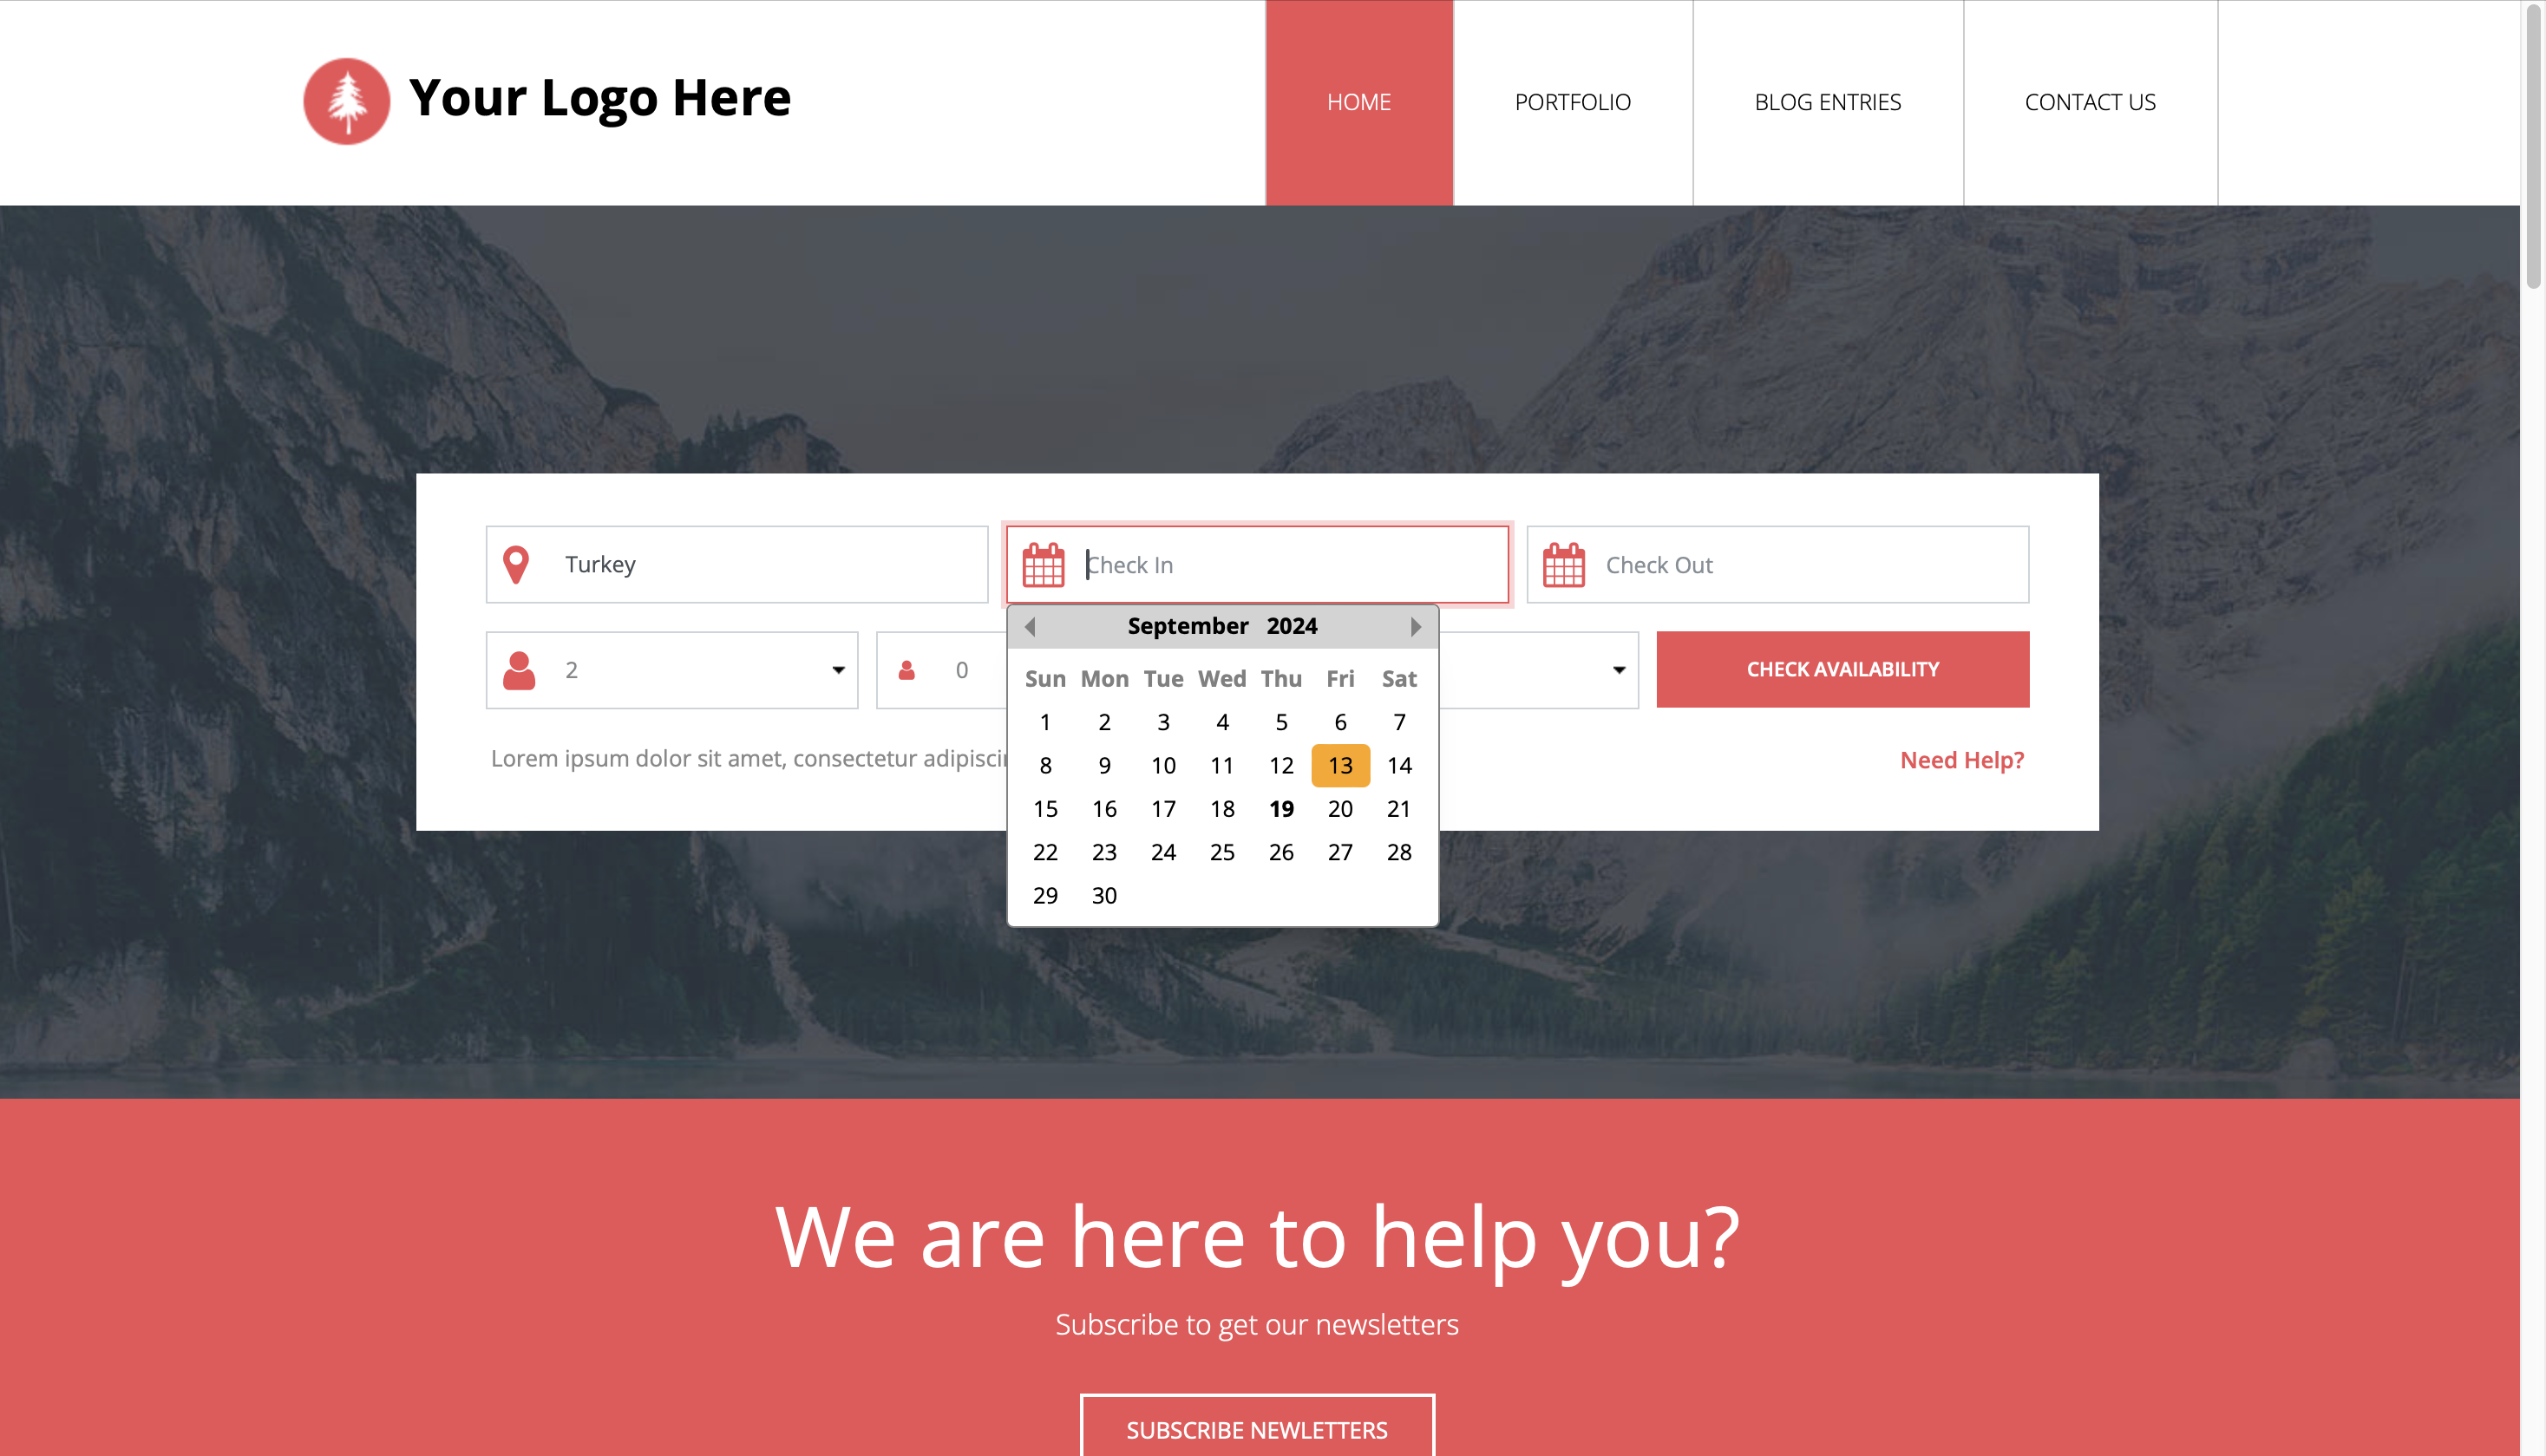 Your Logo Here
HOME
PORTFOLIO
BLOG ENTRIES
CONTACT US
Turkey
Check In
Check Out
September 2024
Sun Mon Tue Wed Thu Fri Sat
1 2 3 4 5 6 7
8 9 10 11 12 13 14
15 16 17 18 19 20 21
22 23 24 25 26 27 28
29 30
2
0
CHECK AVAILABILITY
Lorem ipsum dolor sit amet, consectetur
Need Help?
We are here to help you?
Subscribe to get our newsletters
SUBSCRIBE NEWLETTERS